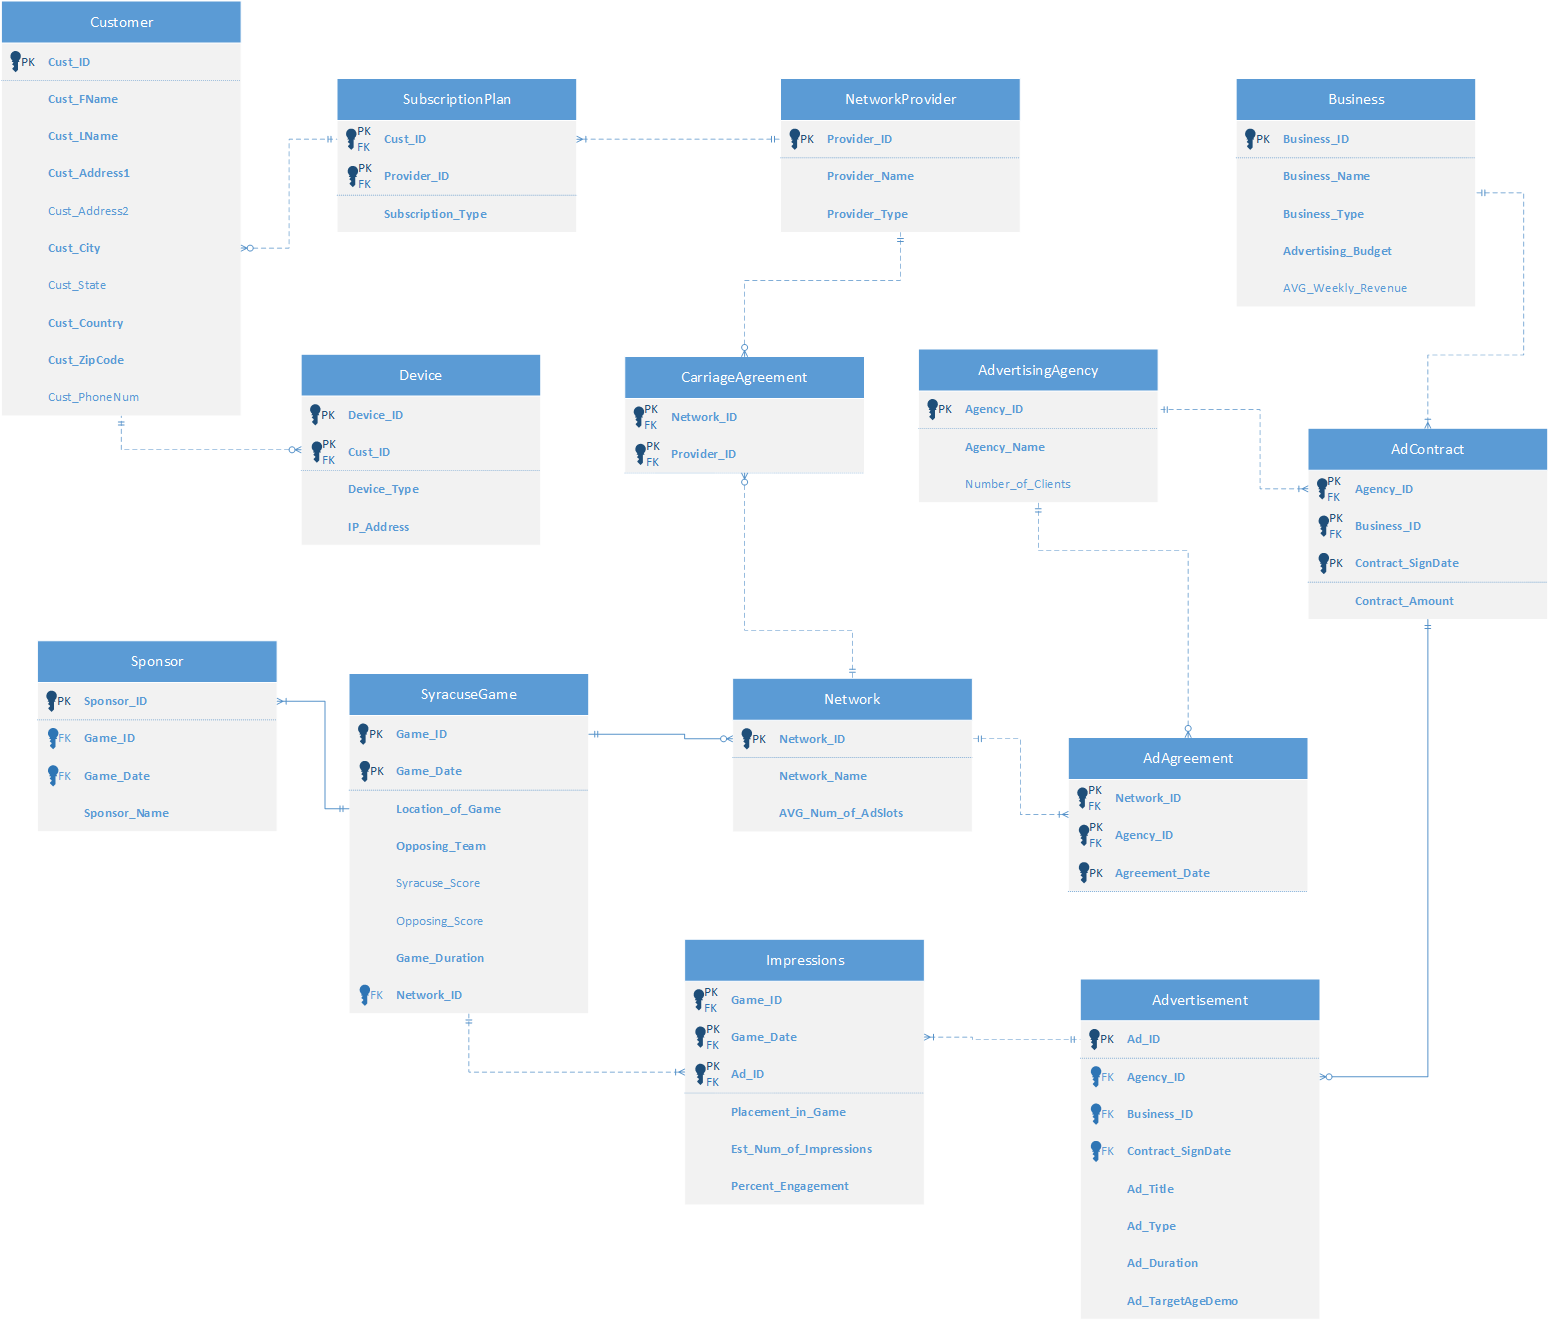 Customer
PK Cust_ID
Cust_FName
Cust_LName
Cust_Address1
Cust_Address2
Cust_City
Cust_State
Cust_Country
Cust_ZipCode
Cust_PhoneNum
SubscriptionPlan
PK
FK Cust_ID
PK
FK Provider_ID
Subscription_Type
NetworkProvider
PK Provider_ID
Provider_Name
Provider_Type
Business
PK Business_ID
Business_Name
Business_Type
Advertising_Budget
AVG_Weekly_Revenue
Device
PK Device_ID
PK
FK Cust_ID
Device_Type
IP_Address
CarriageAgreement
PK
FK Network_ID
PK
FK Provider_ID
AdvertisingAgency
PK Agency_ID
Agency_Name
Number_of_Clients
AdContract
PK
FK Agency_ID
PK
FK Business_ID
PK Contract_SignDate
Contract_Amount
Sponsor
PK Sponsor_ID
FK Game_ID
FK Game_Date
Sponsor_Name
SyracuseGame
PK Game_ID
PK Game_Date
Location_of_Game
Opposing_Team
Syracuse_Score
Opposing_Score
Game_Duration
FK Network_ID
Network
PK Network_ID
Network_Name
AVG_Num_of_AdSlots
AdAgreement
PK
FK Network_ID
PK
FK Agency_ID
PK Agreement_Date
Impressions
PK
FK Game_ID
PK
FK Game_Date
PK
FK Ad_ID
Placement_in_Game
Est_Num_of_Impressions
Percent_Engagement
Advertisement
PK Ad_ID
FK Agency_ID
FK Business_ID
FK Contract_SignDate
Ad_Title
Ad_Type
Ad_Duration
Ad_TargetAgeDemo